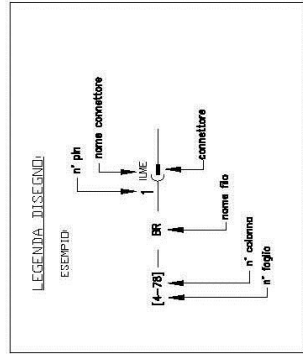 LEGENDA DISEGNO:
ESEMPIO:
n° pin
nome connettore
1
ILME
[4-78]
BR
connettore
nome filo
n° colonna
n° foglio